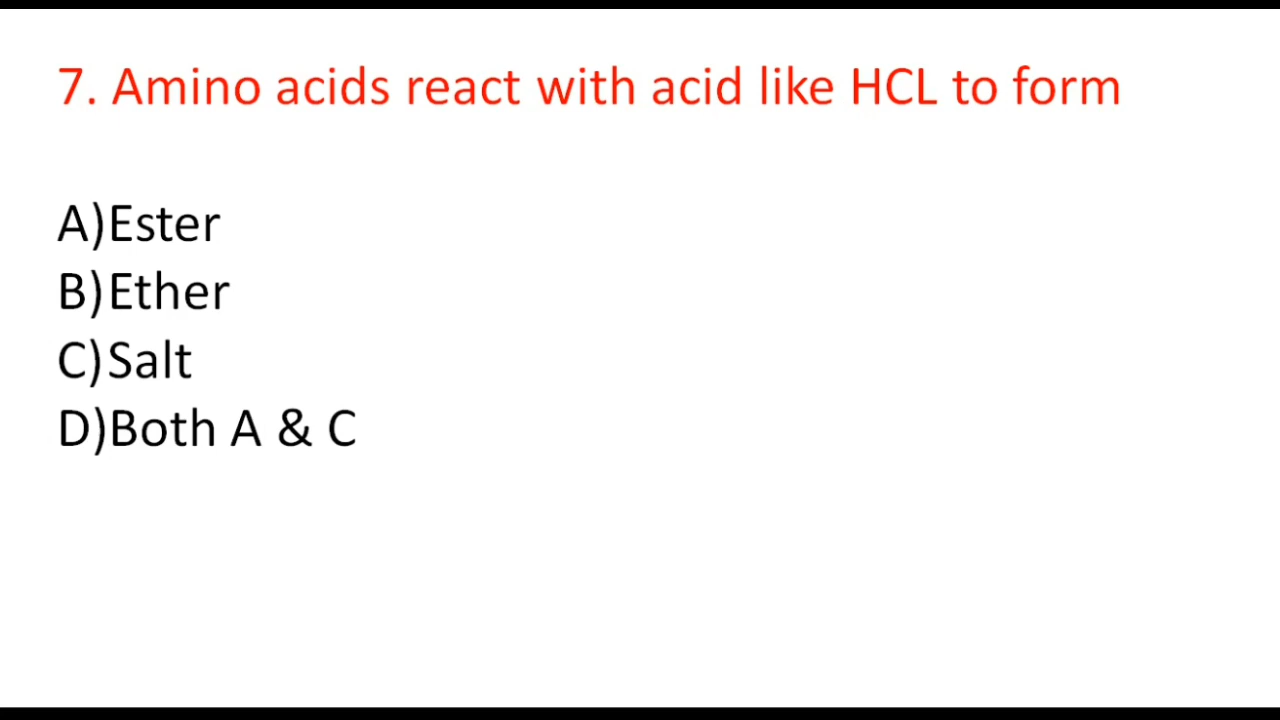 7. Amino acids react with acid like HCL to form
A)Ester
B)Ether
C)Salt
D)Both A & C